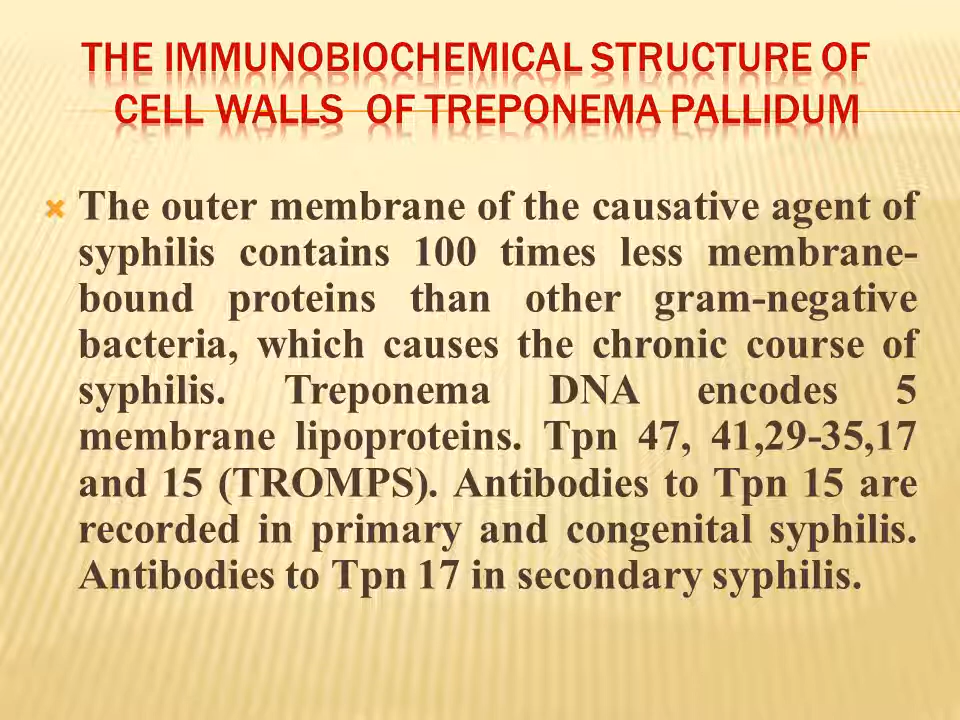 THE IMMUNOBIOCHEMICAL STRUCTURE OF
CELL WALLS OF TREPONEMA PALLIDUM
The outer membrane of the causative agent of
syphilis contains 100 times less membrane-
bound proteins than other gram-negative
bacteria, which causes the chronic course of
syphilis. Treponema DNA encodes 5
membrane lipoproteins. Tpn 47, 41,29-35,17
and 15 (TROMPS). Antibodies to Tpn 15 are
recorded in primary and congenital syphilis.
Antibodies to Tpn 17 in secondary syphilis.